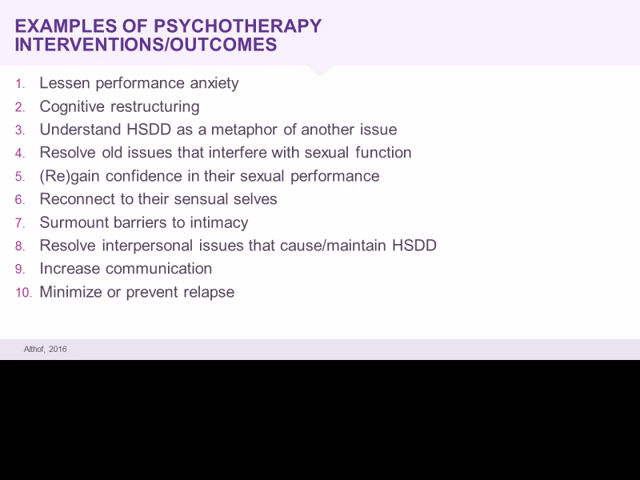 EXAMPLES OF PSYCHOTHERAPY
INTERVENTIONS/OUTCOMES
1. Lessen performance anxiety
2. Cognitive restructuring
3. Understand HSDD as a metaphor of another issue
4. Resolve old issues that interfere with sexual function
5. (Re)gain confidence in their sexual performance
6. Reconnect to their sensual selves
7. Surmount barriers to intimacy
8. Resolve interpersonal issues that cause/maintain HSDD
9. Increase communication
10. Minimize or prevent relapse
Althof, 2016